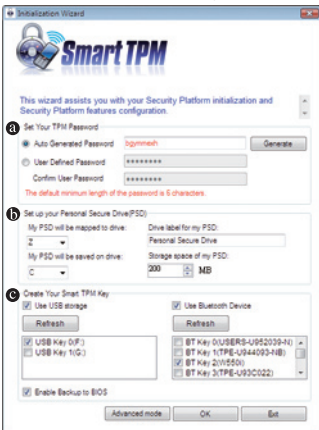 Initialization Wizard
Smart TPM
This wizard assists you with your Security Platform initialization and
Security Platform features configuration.
a Set Your TPM Password
Auto Generated Password bgymnexh Generate
User Defined Password ********
Confirm User Password ********
The default minimum length of the password is 6 characters.
b Set up your Personal Secure Drive(PSD)
My PSD will be mapped to drive: Drive label for my PSD:
Z Personal Secure Drive
My PSD will be saved on drive: Storage space of my PSD:
C 200 MB
c Create Your Smart TPM Key
Use USB storage Use Bluetooth Device
Refresh Refresh
USB Key 0(F:) BT Key 0(USERS-U952039-N)
USB Key 1(G:) BT Key 1(TPE-U944093-NB)
BT Key 2(W550i)
BT Key 3(TPE-U93C022)
Enable Backup to BIOS
Advanced mode OK Exit